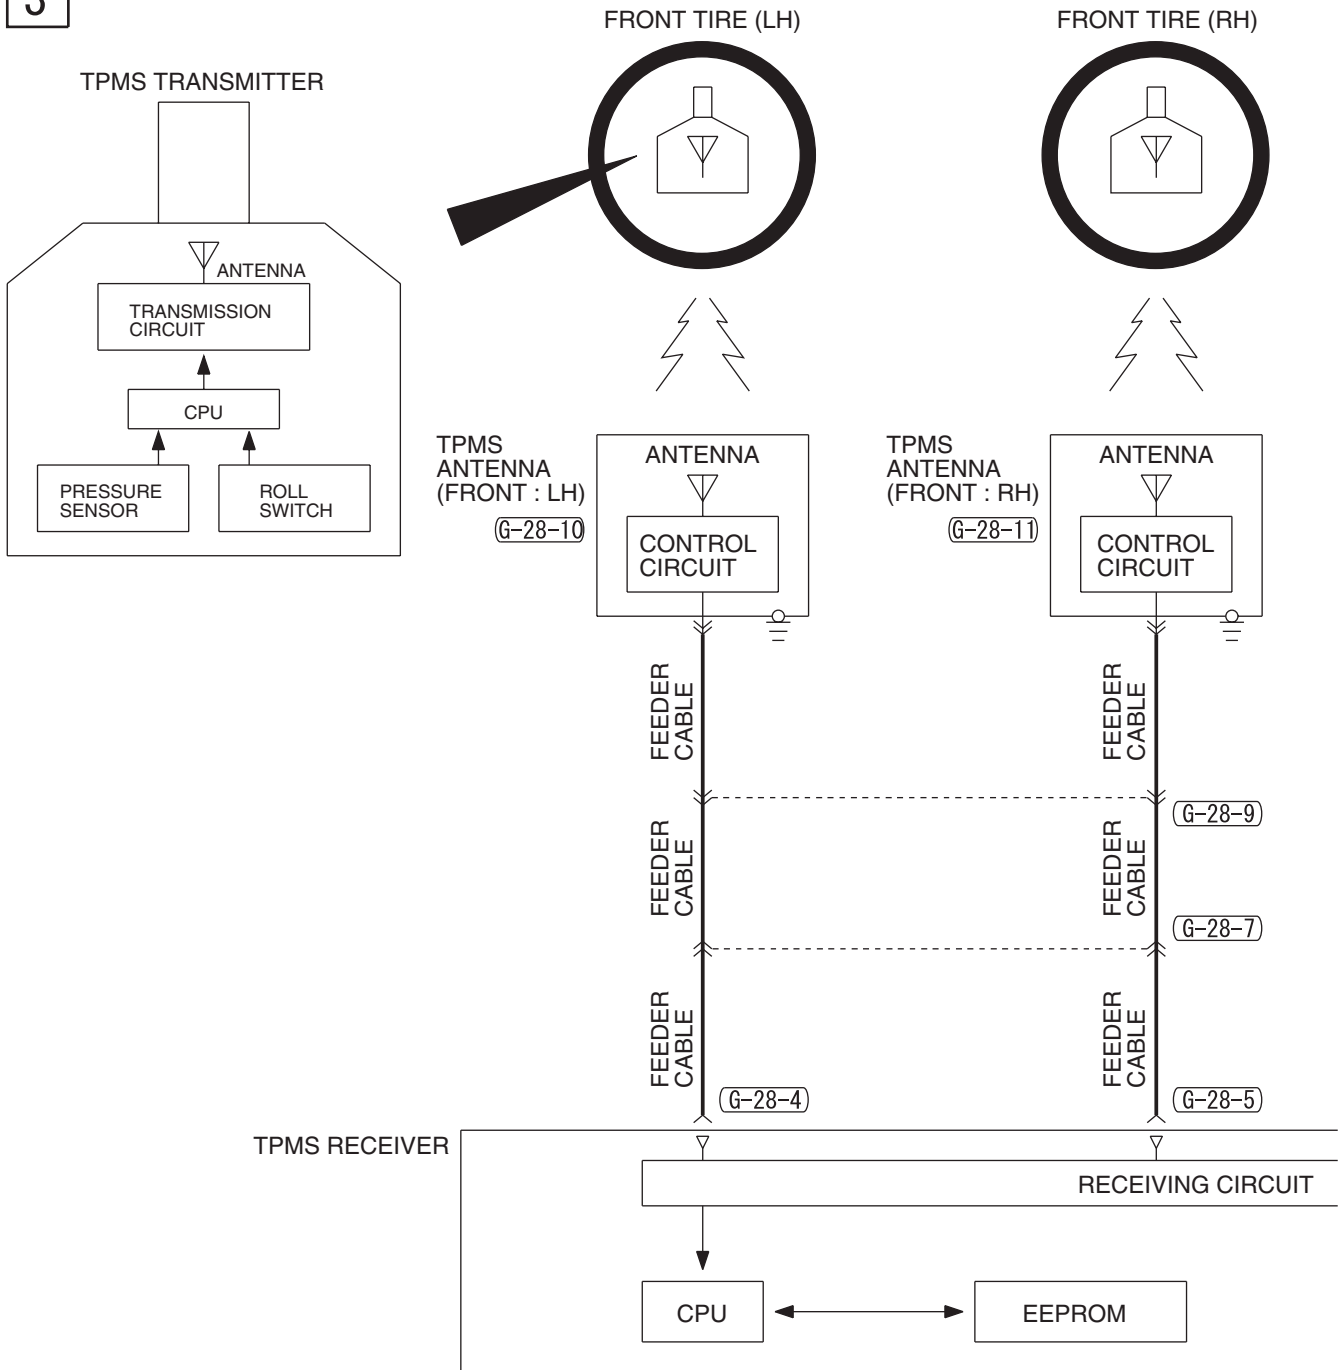 FRONT TIRE (LH)
FRONT TIRE (RH)
TPMS TRANSMITTER
ANTENNA
TRANSMISSION
CIRCUIT
CPU
PRESSURE
SENSOR
ROLL
SWITCH
TPMS
ANTENNA
(FRONT : LH)
G-28-10
ANTENNA
CONTROL
CIRCUIT
TPMS
ANTENNA
(FRONT : RH)
G-28-11
ANTENNA
CONTROL
CIRCUIT
FEEDER
CABLE
FEEDER
CABLE
G-28-9
FEEDER
CABLE
FEEDER
CABLE
G-28-7
FEEDER
CABLE
G-28-4
FEEDER
CABLE
G-28-5
TPMS RECEIVER
RECEIVING CIRCUIT
CPU
EEPROM